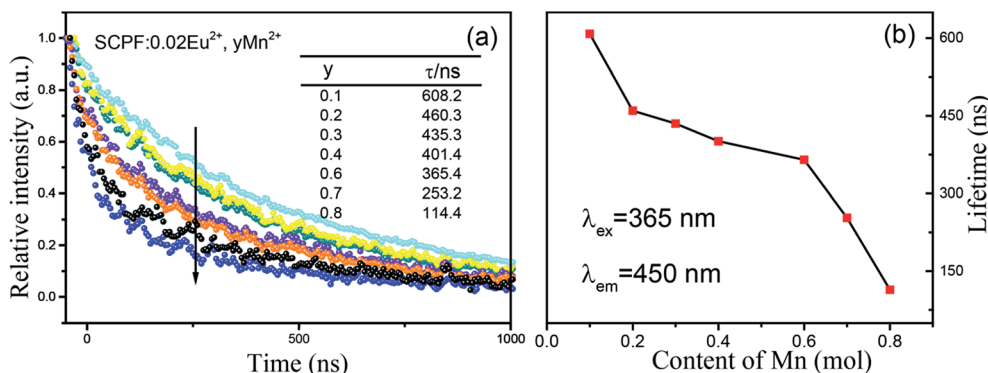 (a)
SCPF:0.02Eu²⁺, yMn²⁺
y τ/ns
0.1 608.2
0.2 460.3
0.3 435.3
0.4 401.4
0.6 365.4
0.7 253.2
0.8 114.4
Relative intensity (a.u.)
1.0
0.8
0.6
0.4
0.2
0.0
0 500 1000
Time (ns)
(b)
λex=365 nm
λem=450 nm
600
450
300
150
Lifetime (ns)
0.0 0.2 0.4 0.6 0.8
Content of Mn (mol)